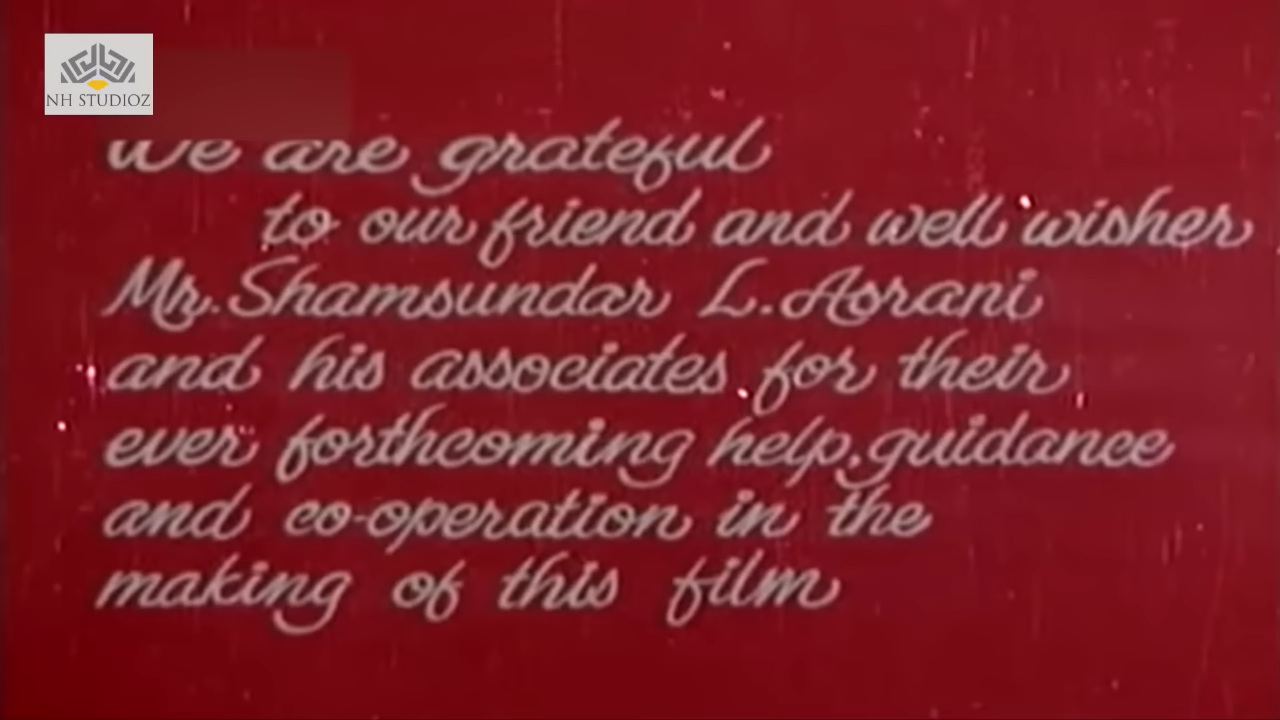 NH STUDIOZ
We are grateful
to our friend and well wisher
Mr. Shamsundar L. Asrani
and his associates for their
ever forthcoming help, guidance
and co-operation in the
making of this film